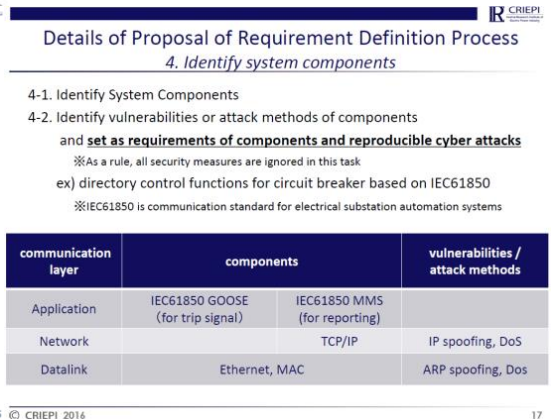 CRIEPI
Details of Proposal of Requirement Definition Process
4. Identify system components
4-1. Identify System Components
4-2. Identify vulnerabilities or attack methods of components
and set as requirements of components and reproducible cyber attacks
※As a rule, all security measures are ignored in this task
ex) directory control functions for circuit breaker based on IEC61850
※IEC61850 is communication standard for electrical substation automation systems
communication layer
components
vulnerabilities / attack methods
Application
IEC61850 GOOSE
(for trip signal)
IEC61850 MMS
(for reporting)
Network
TCP/IP
IP spoofing, DoS
Datalink
Ethernet, MAC
ARP spoofing, Dos
© CRIEPI 2016
17